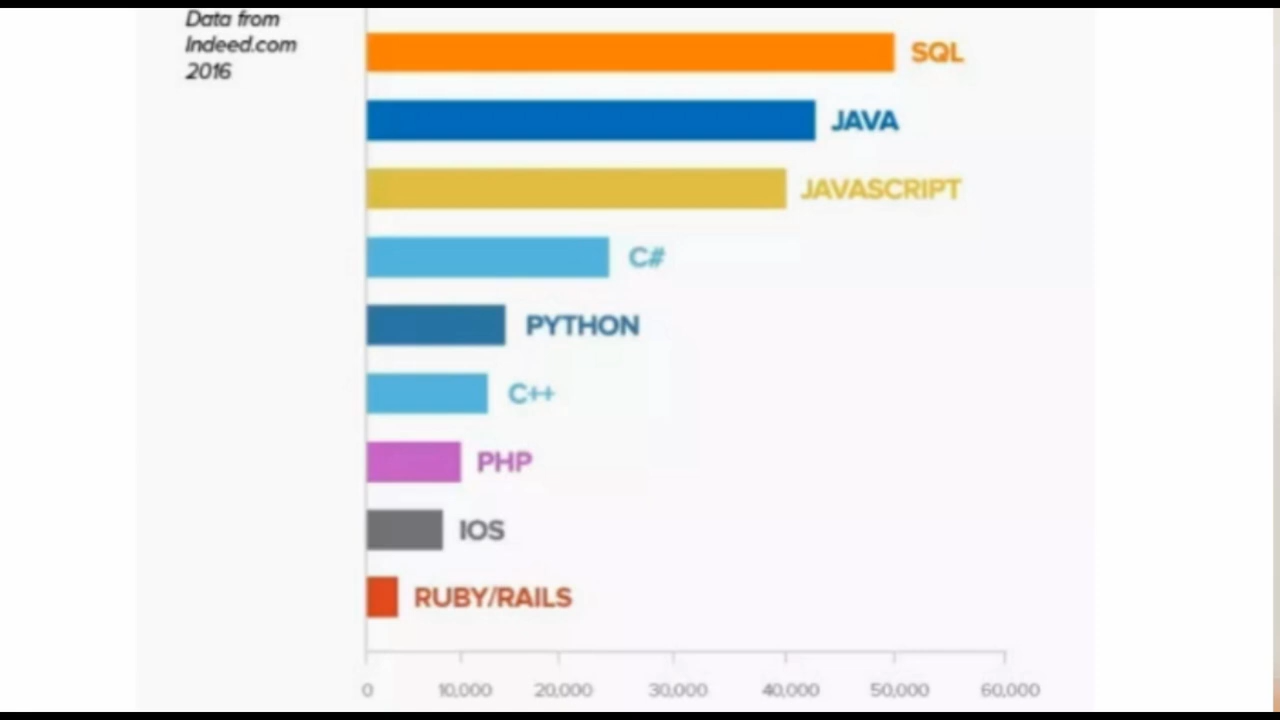 Data from
Indeed.com
2016
SQL
JAVA
JAVASCRIPT
C#
PYTHON
C++
PHP
IOS
RUBY/RAILS
0 10,000 20,000 30,000 40,000 50,000 60,000